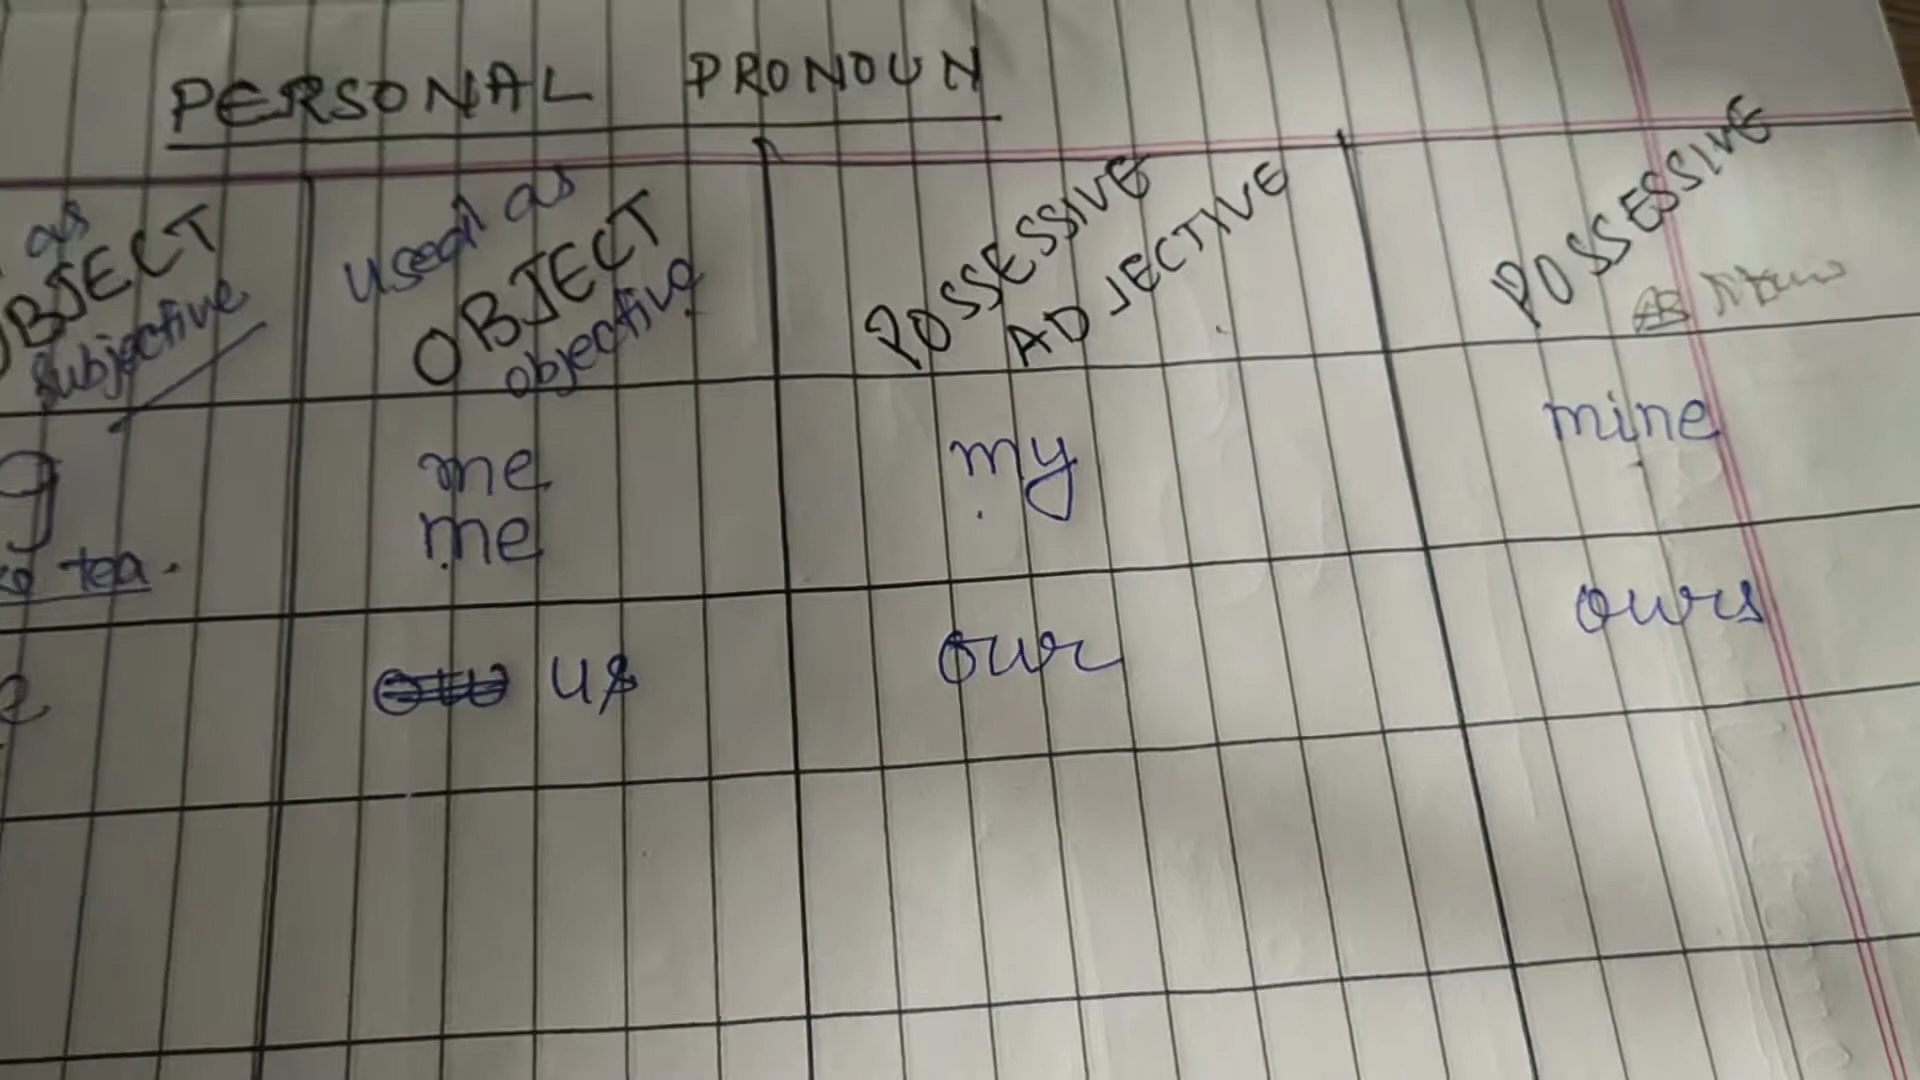 PERSONAL PRONOUN
as
BJECT
subjective
used as
OBJECT
objective
POSSESSIVE
ADJECTIVE
POSSESSIVE
me
my
mine
me
tea.
us
our
ours